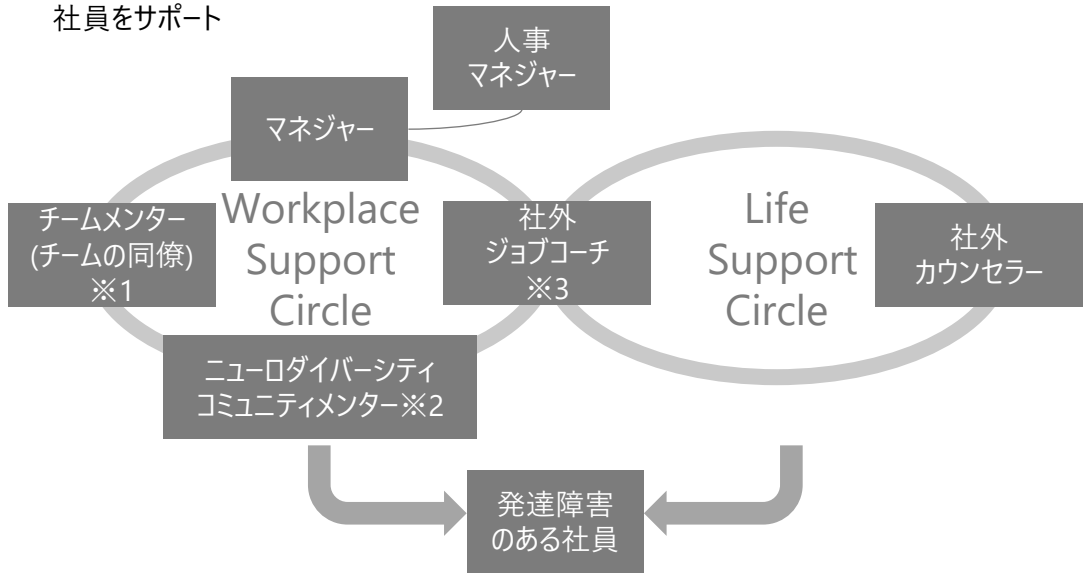 社員をサポート
人事
マネジャー
マネジャー
チームメンター
(チームの同僚)
※1
Workplace
Support
Circle
社外
ジョブコーチ
※3
Life
Support
Circle
社外
カウンセラー
ニューロダイバーシティ
コミュニティメンター※2
発達障害
のある社員